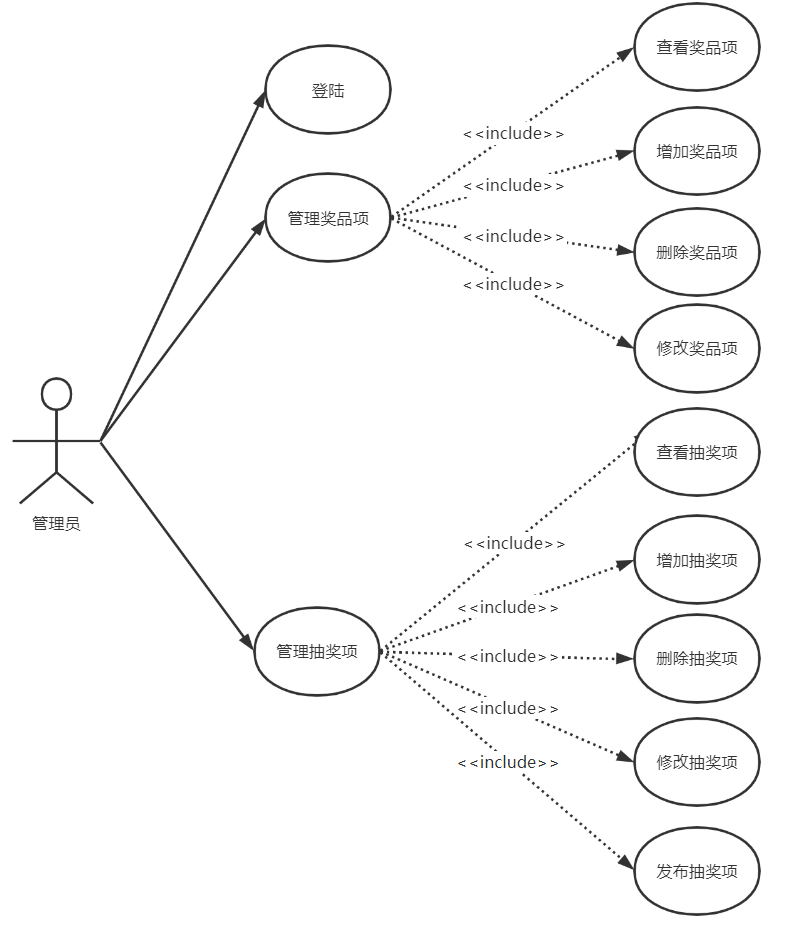 查看奖品项
登陆
<<include>>
增加奖品项
<<include>>
管理奖品项
<<include>>
删除奖品项
<<include>>
修改奖品项
查看抽奖项
管理员
<<include>>
增加抽奖项
<<include>>
管理抽奖项
<<include>>
删除抽奖项
<<include>>
修改抽奖项
<<include>>
发布抽奖项